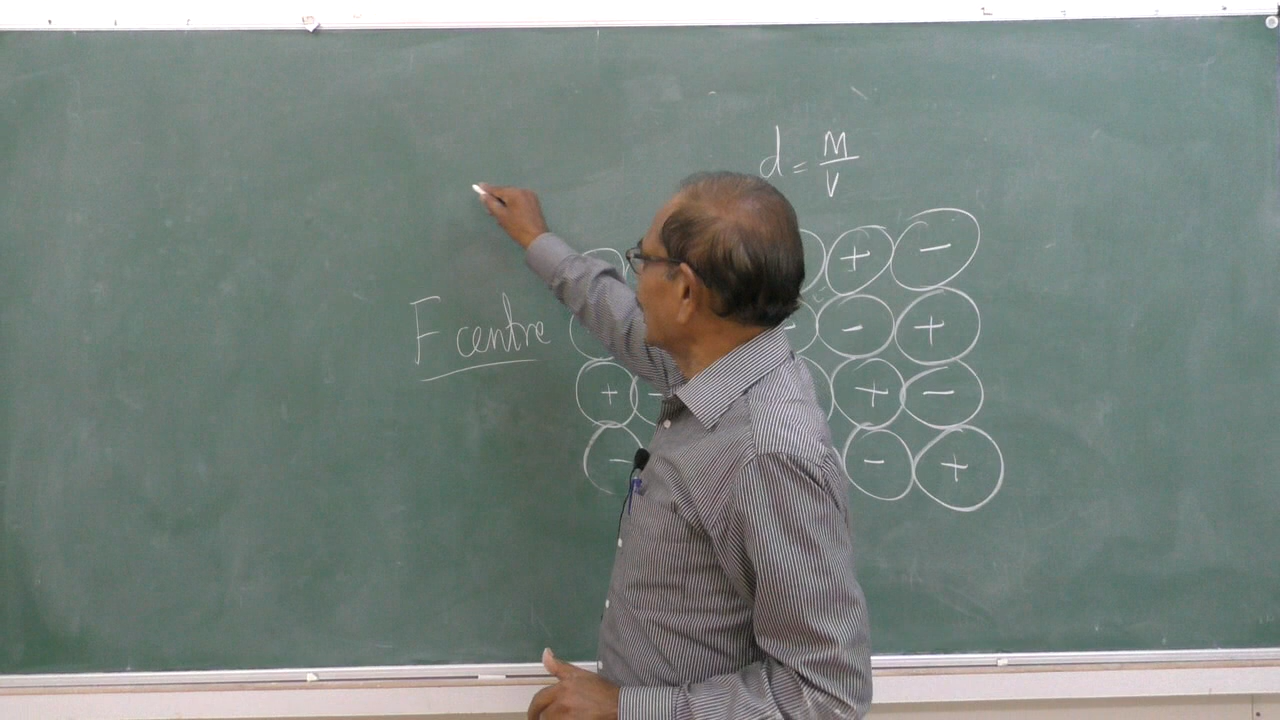 d = M/V
+ −
F centre − − +
+ − + −
− − +